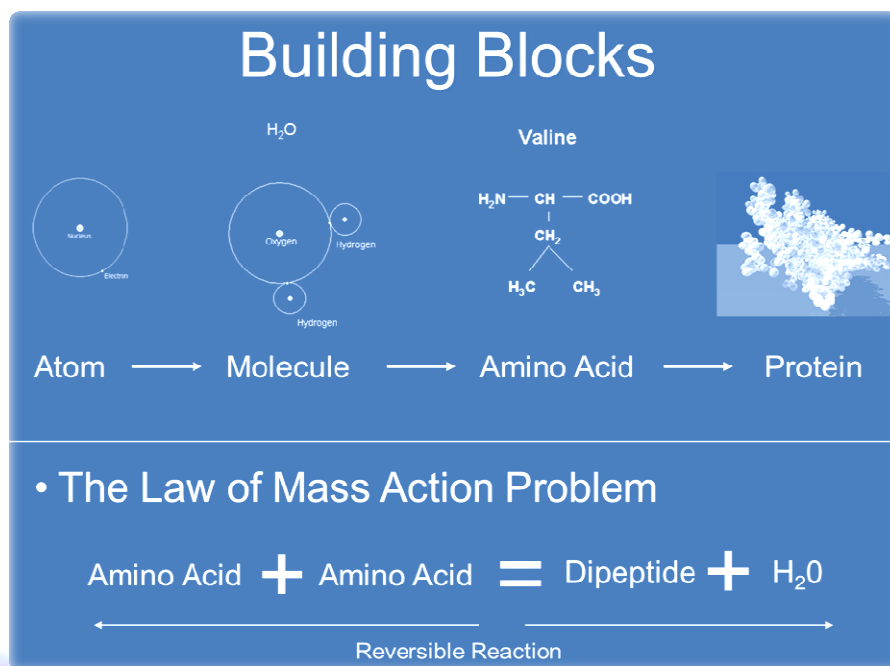 Building Blocks
H₂O
Valine
Nucleus
Electron
Oxygen
Hydrogen
Hydrogen
H₂N — CH — COOH
CH₂
H₃C CH₃
Atom → Molecule → Amino Acid → Protein
• The Law of Mass Action Problem
Amino Acid + Amino Acid = Dipeptide + H₂0
Reversible Reaction